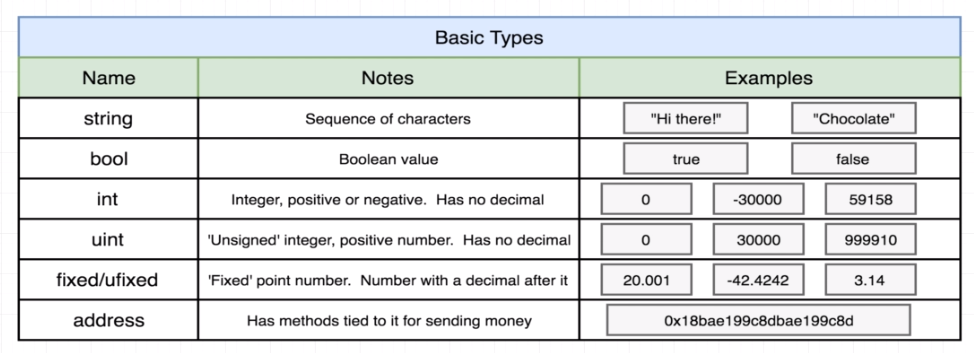 Basic Types
Name Notes Examples
string Sequence of characters "Hi there!" "Chocolate"
bool Boolean value true false
int Integer, positive or negative. Has no decimal 0 -30000 59158
uint 'Unsigned' integer, positive number. Has no decimal 0 30000 999910
fixed/ufixed 'Fixed' point number. Number with a decimal after it 20.001 -42.4242 3.14
address Has methods tied to it for sending money 0x18bae199c8dbae199c8d